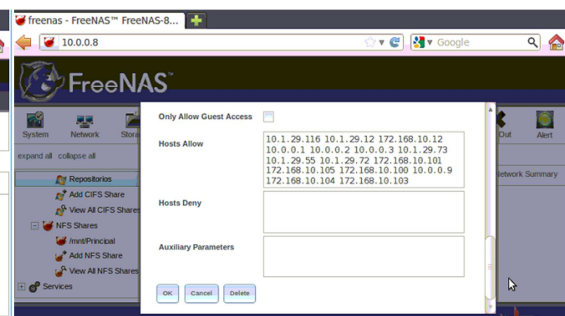 freenas - FreeNAS™ FreeNAS-8...
10.0.0.8
Google
FreeNAS™
System Network Stora Out Alert
expand all collapse all
Only Allow Guest Access
Hosts Allow
10.1.29.116 10.1.29.12 172.168.10.12
10.0.0.1 10.0.0.2 10.0.0.3 10.1.29.73
10.1.29.55 10.1.29.72 172.168.10.101
172.168.10.105 172.168.10.100 10.0.0.9
172.168.10.104 172.168.10.103
Hosts Deny
Auxiliary Parameters
OK Cancel Delete
Network Summary
Repositorios
Add CIFS Share
View All CIFS Shares
NFS Shares
/mnt/Principal
Add NFS Share
View All NFS Shares
Services